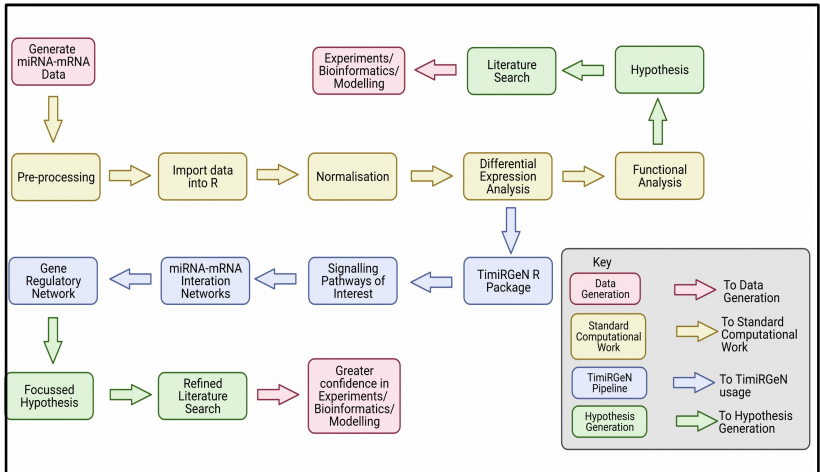 Generate
miRNA-mRNA
Data
Experiments/
Bioinformatics/
Modelling
Literature
Search
Hypothesis
Pre-processing
Import data
into R
Normalisation
Differential
Expression
Analysis
Functional
Analysis
Gene
Regulatory
Network
miRNA-mRNA
Interation
Networks
Signalling
Pathways of
Interest
TimiRGeN R
Package
Focussed
Hypothesis
Refined
Literature
Search
Greater
confidence in
Experiments/
Bioinformatics/
Modelling
Key
Data
Generation
To Data
Generation
Standard
Computational
Work
To Standard
Computational
Work
TimiRGeN
Pipeline
To TimiRGeN
usage
Hypothesis
Generation
To Hypothesis
Generation